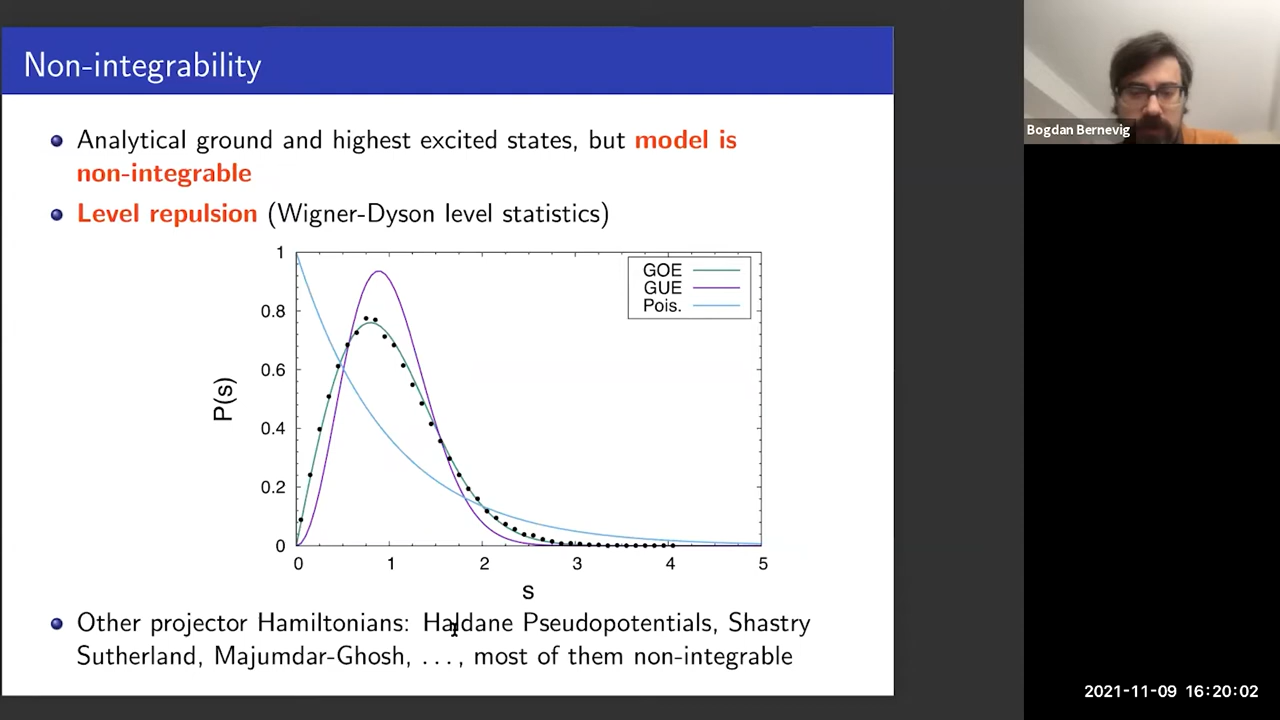 Non-integrability
Analytical ground and highest excited states, but model is
non-integrable
Level repulsion (Wigner-Dyson level statistics)
1
0.8
0.6
0.4
0.2
0
P(s)
GOE
GUE
Pois.
0 1 2 3 4 5
s
Other projector Hamiltonians: Haldane Pseudopotentials, Shastry
Sutherland, Majumdar-Ghosh, ..., most of them non-integrable
Bogdan Bernevig
2021-11-09 16:20:02